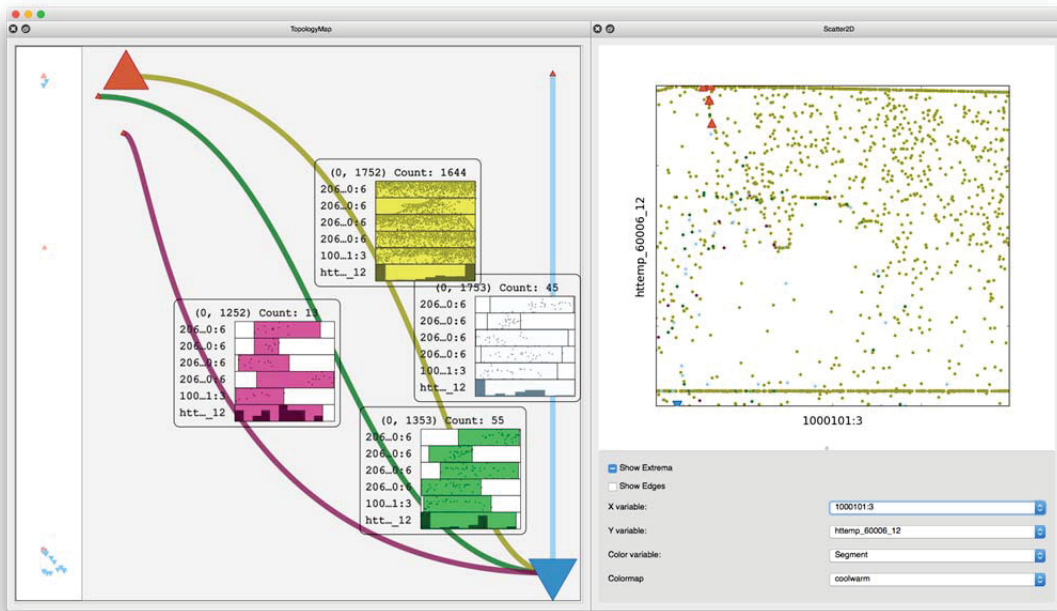 TopologyMap
(0, 1752) Count: 1644
206...0:6
206...0:6
206...0:6
206...0:6
100...1:3
htt..._12
(0, 1753) Count: 45
206...0:6
206...0:6
206...0:6
206...0:6
100...1:3
htt..._12
(0, 1252) Count: 13
206...0:6
206...0:6
206...0:6
206...0:6
100...1:3
htt..._12
(0, 1353) Count: 55
206...0:6
206...0:6
206...0:6
206...0:6
100...1:3
htt..._12
Scatter2D
httemp_60006_12
1000101:3
Show Extrema
Show Edges
X variable: 1000101:3
Y variable: httemp_60006_12
Color variable: Segment
Colormap coolwarm